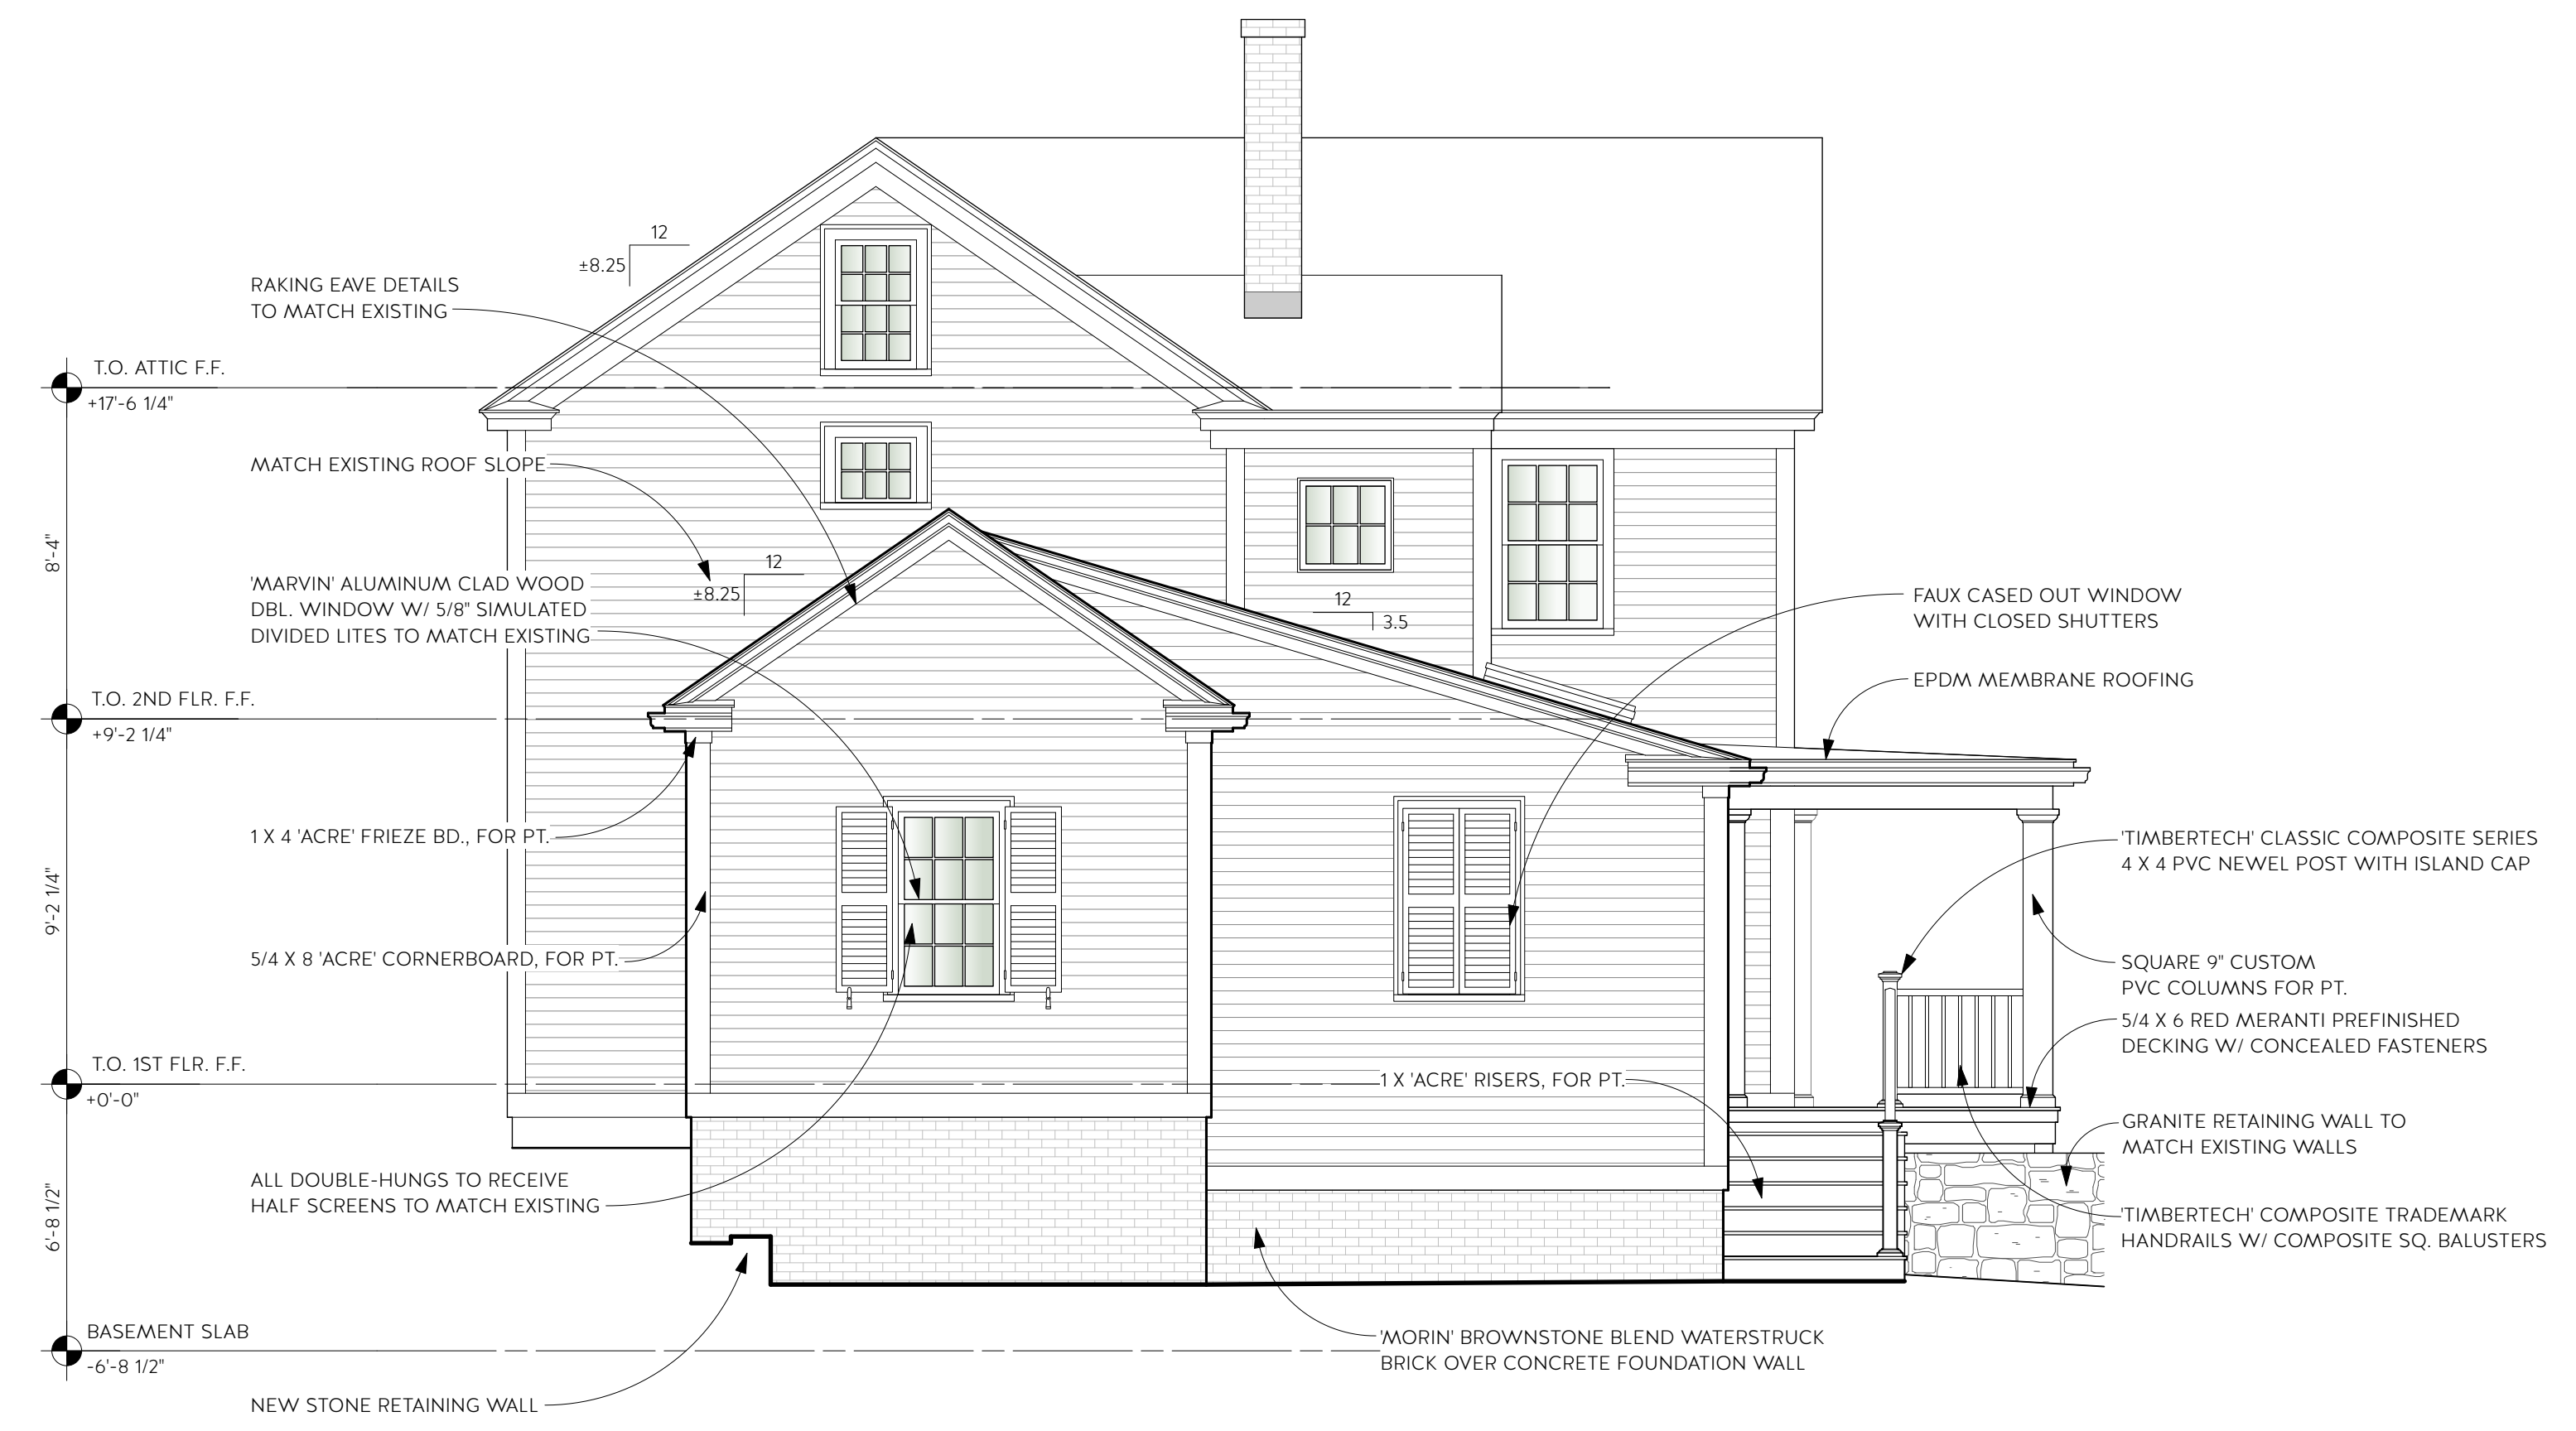 12
±8.25
RAKING EAVE DETAILS
TO MATCH EXISTING
T.O. ATTIC F.F.
+17'-6 1/4"
MATCH EXISTING ROOF SLOPE
8'-4"
12
±8.25
'MARVIN' ALUMINUM CLAD WOOD
DBL. WINDOW W/ 5/8" SIMULATED
DIVIDED LITES TO MATCH EXISTING
12
3.5
FAUX CASED OUT WINDOW
WITH CLOSED SHUTTERS
EPDM MEMBRANE ROOFING
T.O. 2ND FLR. F.F.
+9'-2 1/4"
1 X 4 'ACRE' FRIEZE BD., FOR PT.
'TIMBERTECH' CLASSIC COMPOSITE SERIES
4 X 4 PVC NEWEL POST WITH ISLAND CAP
9'-2 1/4"
5/4 X 8 'ACRE' CORNERBOARD, FOR PT.
SQUARE 9" CUSTOM
PVC COLUMNS FOR PT.
5/4 X 6 RED MERANTI PREFINISHED
DECKING W/ CONCEALED FASTENERS
T.O. 1ST FLR. F.F.
+0'-0"
1 X 'ACRE' RISERS, FOR PT.
GRANITE RETAINING WALL TO
MATCH EXISTING WALLS
ALL DOUBLE-HUNGS TO RECEIVE
HALF SCREENS TO MATCH EXISTING
6'-8 1/2"
'TIMBERTECH' COMPOSITE TRADEMARK
HANDRAILS W/ COMPOSITE SQ. BALUSTERS
BASEMENT SLAB
-6'-8 1/2"
'MORIN' BROWNSTONE BLEND WATERSTRUCK
BRICK OVER CONCRETE FOUNDATION WALL
NEW STONE RETAINING WALL